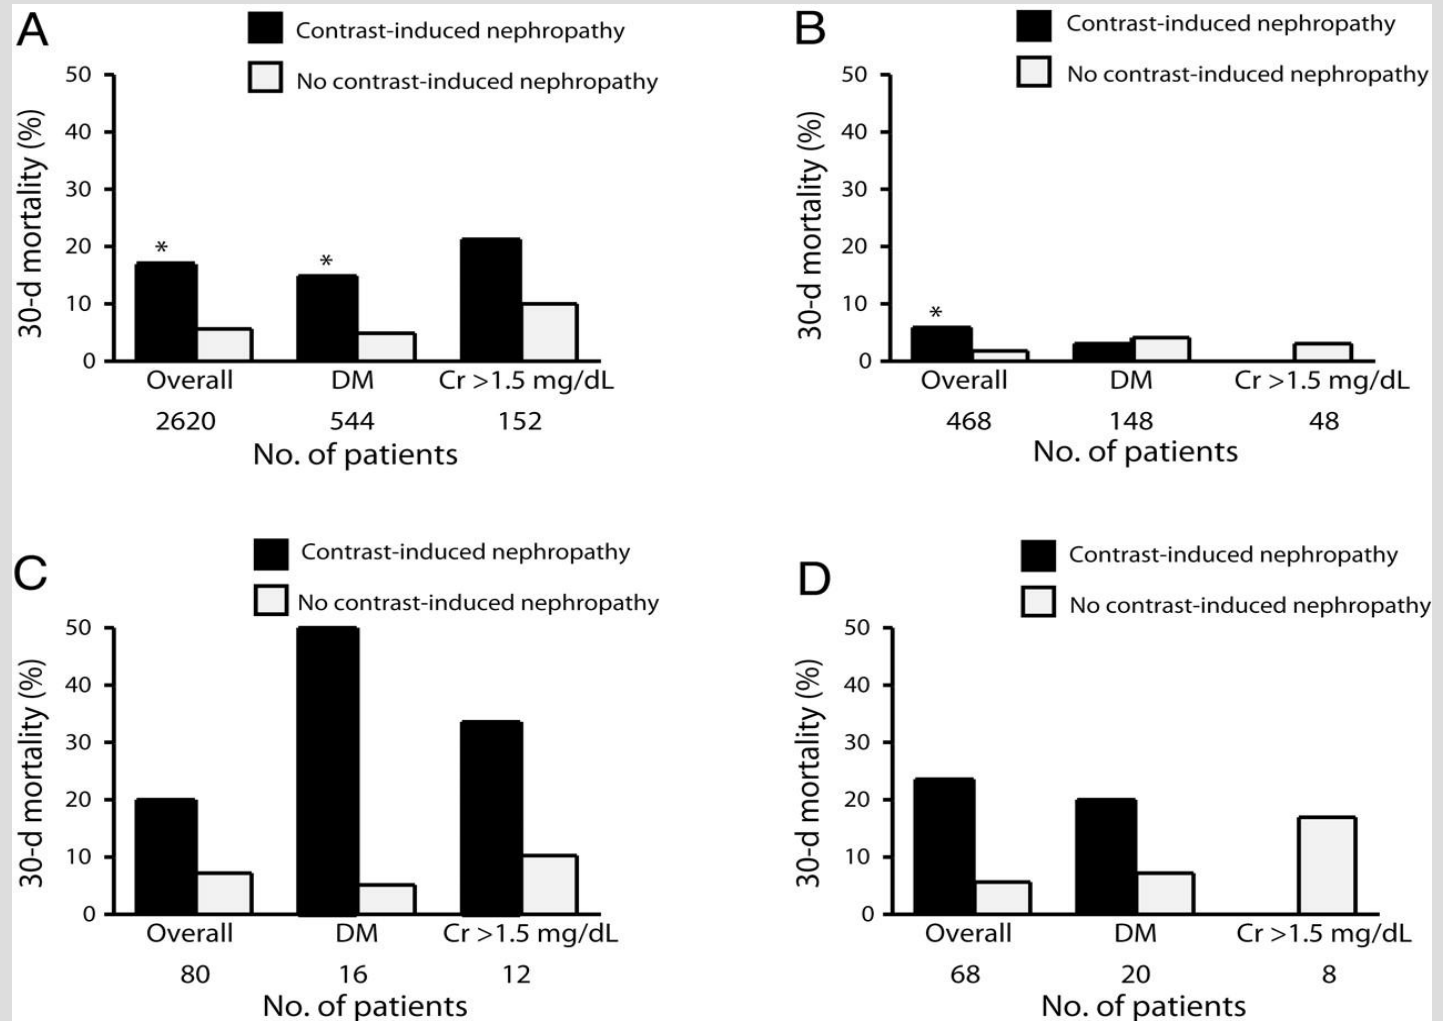 A
Contrast-induced nephropathy
No contrast-induced nephropathy
30-d mortality (%)
50
40
30
20
10
0
*
*
Overall DM Cr >1.5 mg/dL
2620 544 152
No. of patients
B
Contrast-induced nephropathy
No contrast-induced nephropathy
30-d mortality (%)
50
40
30
20
10
0
*
Overall DM Cr >1.5 mg/dL
468 148 48
No. of patients
C
Contrast-induced nephropathy
No contrast-induced nephropathy
30-d mortality (%)
50
40
30
20
10
0
Overall DM Cr >1.5 mg/dL
80 16 12
No. of patients
D
Contrast-induced nephropathy
No contrast-induced nephropathy
30-d mortality (%)
50
40
30
20
10
0
Overall DM Cr >1.5 mg/dL
68 20 8
No. of patients